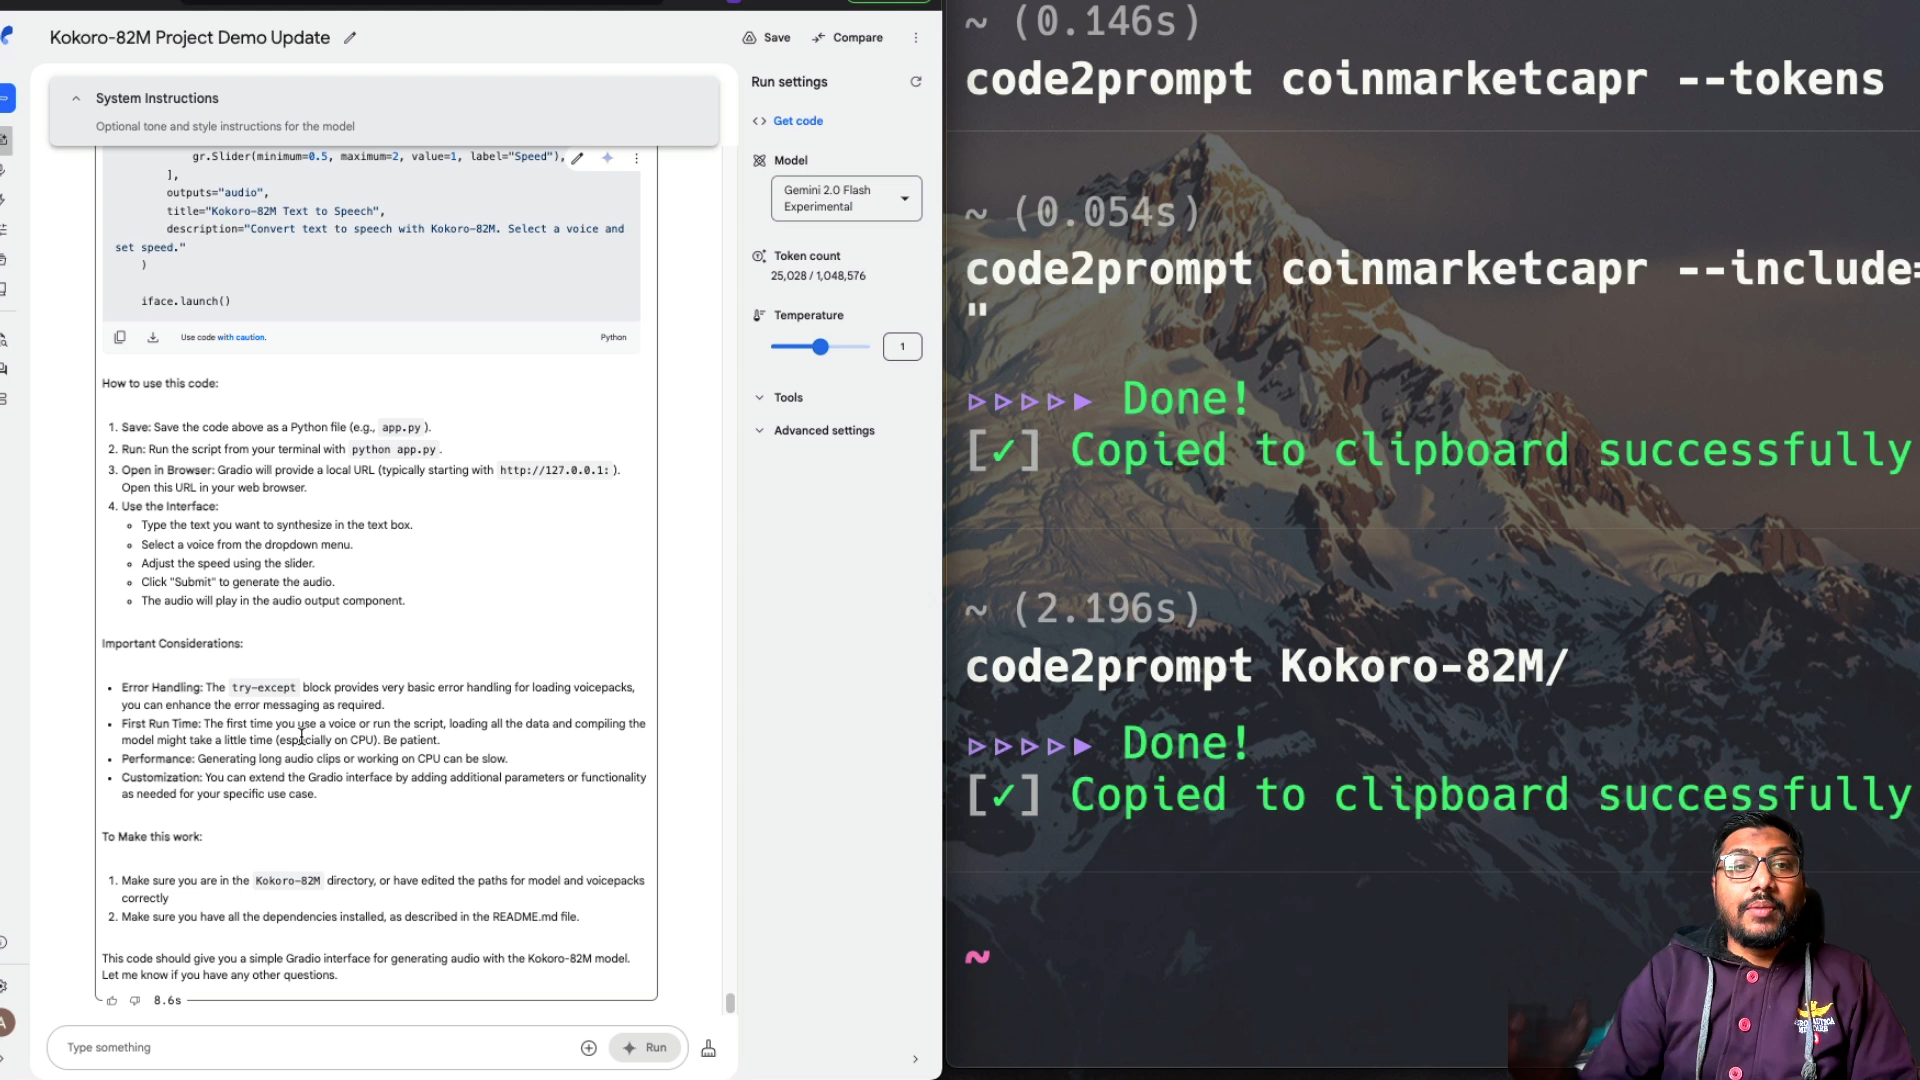 Kokoro-82M Project Demo Update
Save
Compare
System Instructions
Optional tone and style instructions for the model
gr.Slider(minimum=0.5, maximum=2, value=1, label="Speed"),
],
outputs="audio",
title="Kokoro-82M Text to Speech",
description="Convert text to speech with Kokoro-82M. Select a voice and
set speed."
)
iface.launch()
Use code with caution.
Python
How to use this code:
1. Save: Save the code above as a Python file (e.g., app.py ).
2. Run: Run the script from your terminal with python app.py .
3. Open in Browser: Gradio will provide a local URL (typically starting with http://127.0.0.1: ).
Open this URL in your web browser.
4. Use the Interface:
Type the text you want to synthesize in the text box.
Select a voice from the dropdown menu.
Adjust the speed using the slider.
Click "Submit" to generate the audio.
The audio will play in the audio output component.
Important Considerations:
Error Handling: The try-except block provides very basic error handling for loading voicepacks,
you can enhance the error messaging as required.
First Run Time: The first time you use a voice or run the script, loading all the data and compiling the
model might take a little time (especially on CPU). Be patient.
Performance: Generating long audio clips or working on CPU can be slow.
Customization: You can extend the Gradio interface by adding additional parameters or functionality
as needed for your specific use case.
To Make this work:
1. Make sure you are in the Kokoro-82M directory, or have edited the paths for model and voicepacks
correctly
2. Make sure you have all the dependencies installed, as described in the README.md file.
This code should give you a simple Gradio interface for generating audio with the Kokoro-82M model.
Let me know if you have any other questions.
8.6s
Type something
Run
Run settings
Get code
Model
Gemini 2.0 Flash
Experimental
Token count
25,028 / 1,048,576
Temperature
1
Tools
Advanced settings
~ (0.146s)
code2prompt coinmarketcapr --tokens
~ (0.054s)
code2prompt coinmarketcapr --include=
"
▹▹▹▹▸ Done!
[✓] Copied to clipboard successfully
~ (2.196s)
code2prompt Kokoro-82M/
▹▹▹▹▸ Done!
[✓] Copied to clipboard successfully
~